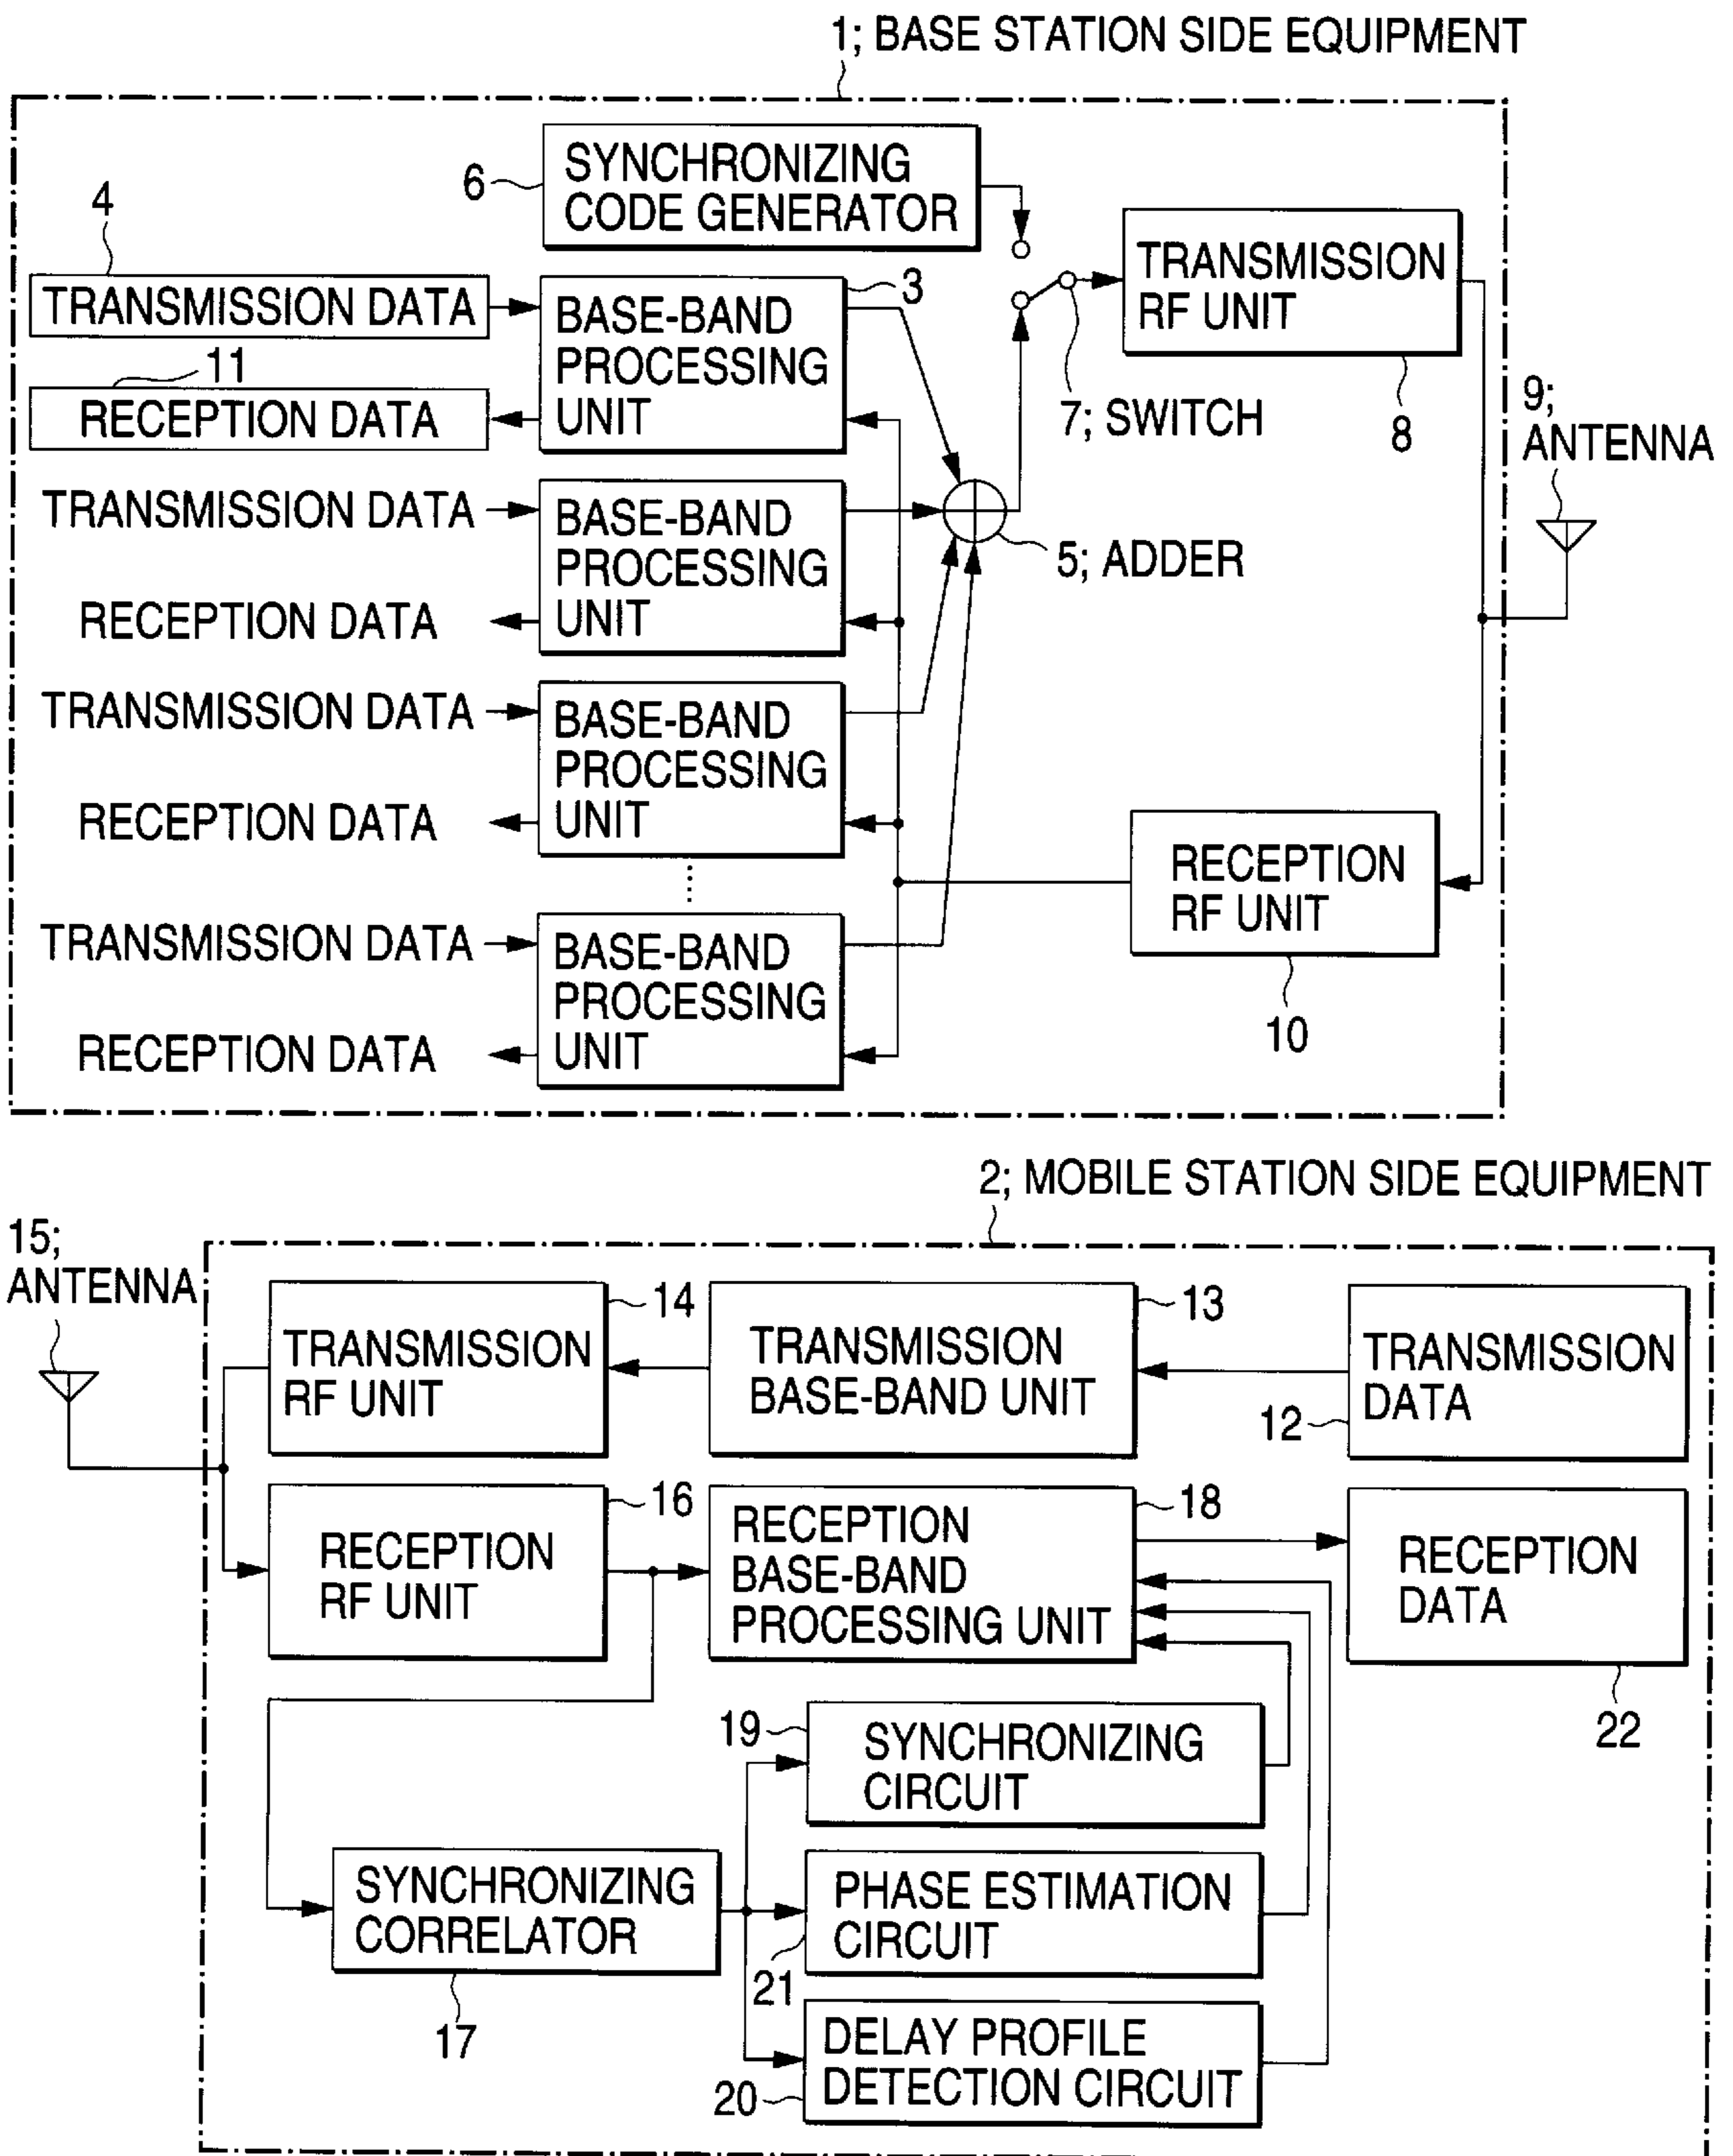 1; BASE STATION SIDE EQUIPMENT
6
SYNCHRONIZING
CODE GENERATOR
4
TRANSMISSION DATA
11
RECEPTION DATA
3
BASE-BAND
PROCESSING
UNIT
7; SWITCH
TRANSMISSION
RF UNIT
8
9;
ANTENNA
TRANSMISSION DATA
RECEPTION DATA
BASE-BAND
PROCESSING
UNIT
5; ADDER
TRANSMISSION DATA
RECEPTION DATA
BASE-BAND
PROCESSING
UNIT
RECEPTION
RF UNIT
10
TRANSMISSION DATA
RECEPTION DATA
BASE-BAND
PROCESSING
UNIT
2; MOBILE STATION SIDE EQUIPMENT
15;
ANTENNA
TRANSMISSION
RF UNIT
14
TRANSMISSION
BASE-BAND UNIT
13
TRANSMISSION
DATA
12
RECEPTION
RF UNIT
16
RECEPTION
BASE-BAND
PROCESSING UNIT
18
RECEPTION
DATA
22
19
SYNCHRONIZING
CIRCUIT
SYNCHRONIZING
CORRELATOR
17
PHASE ESTIMATION
CIRCUIT
21
DELAY PROFILE
DETECTION CIRCUIT
20